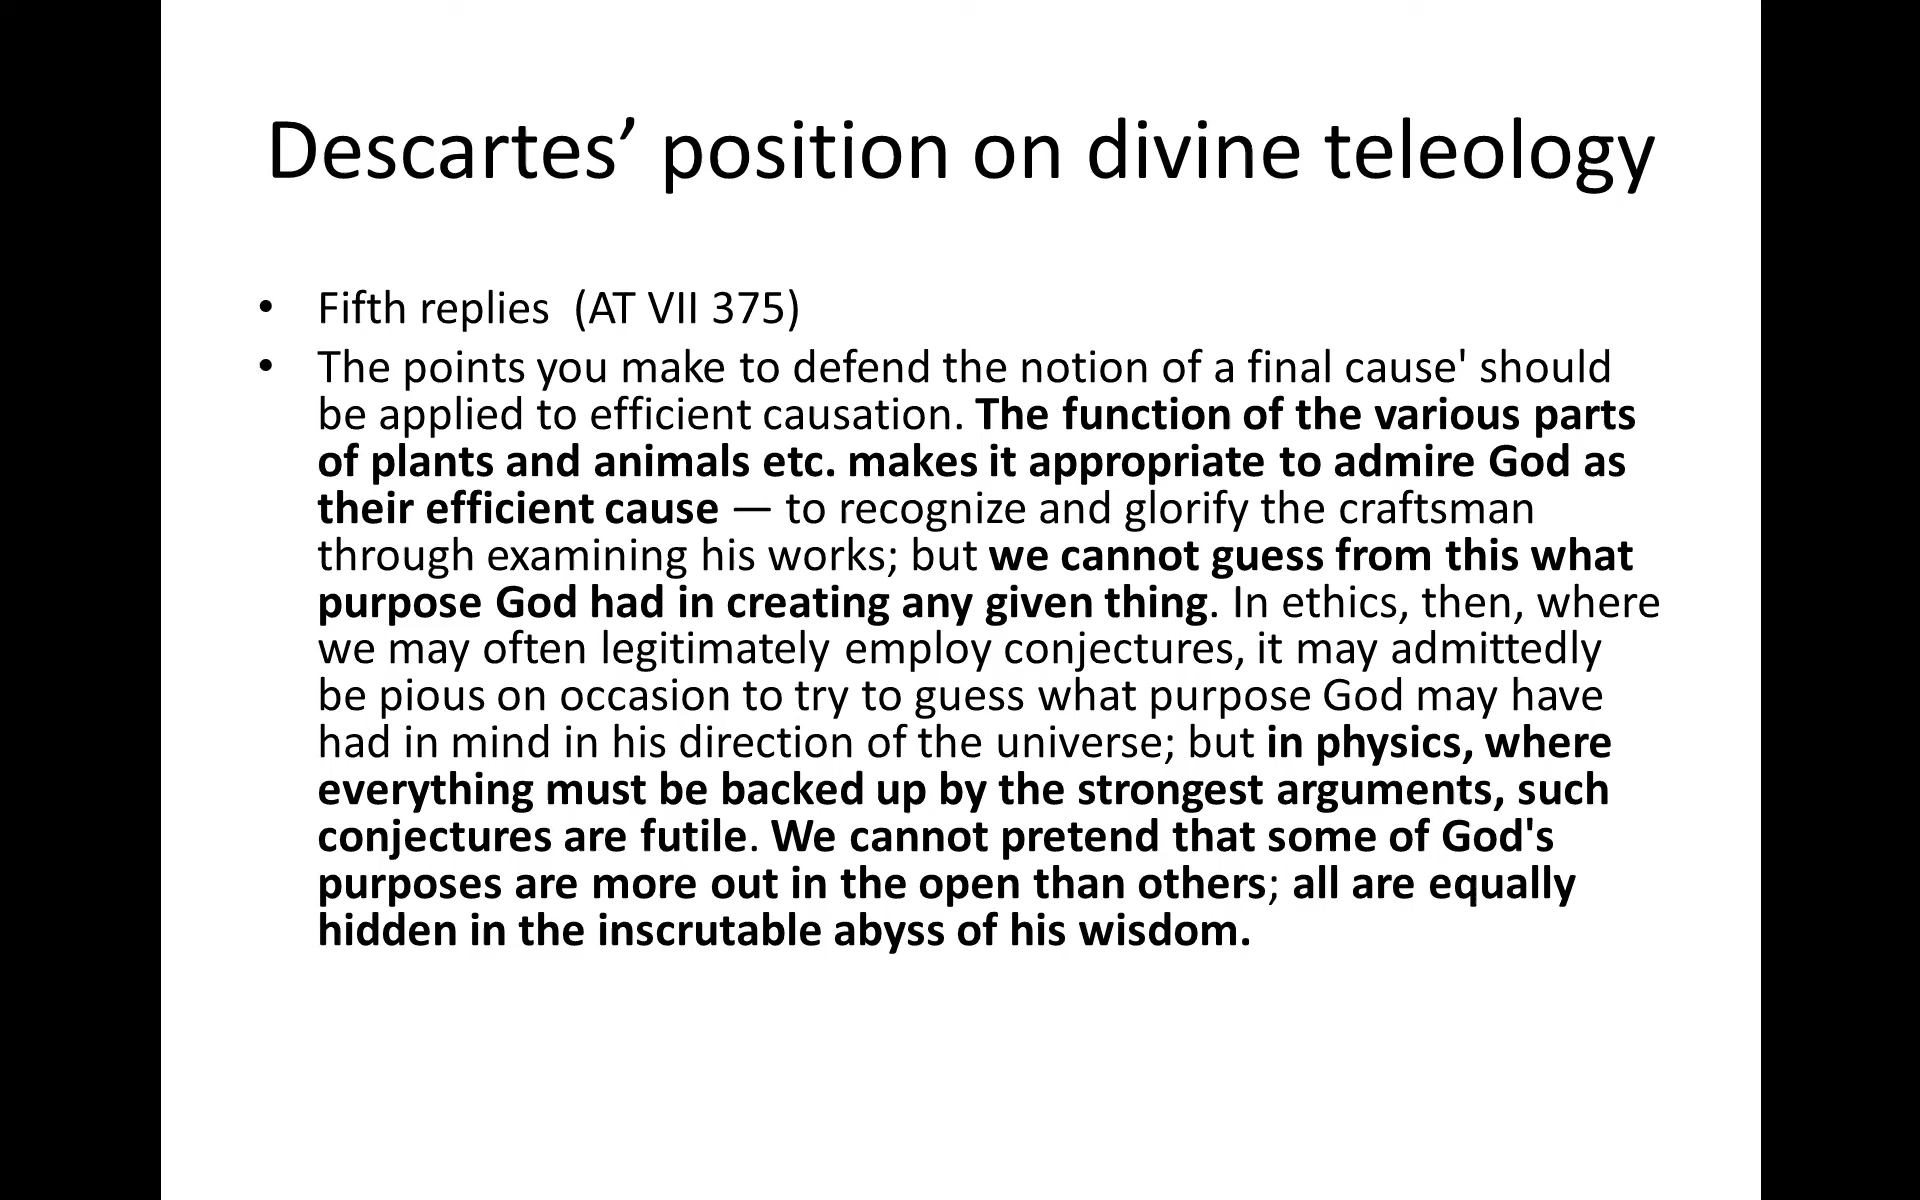 Descartes’ position on divine teleology
• Fifth replies (AT VII 375)
• The points you make to defend the notion of a final cause' should
be applied to efficient causation. The function of the various parts
of plants and animals etc. makes it appropriate to admire God as
their efficient cause — to recognize and glorify the craftsman
through examining his works; but we cannot guess from this what
purpose God had in creating any given thing. In ethics, then, where
we may often legitimately employ conjectures, it may admittedly
be pious on occasion to try to guess what purpose God may have
had in mind in his direction of the universe; but in physics, where
everything must be backed up by the strongest arguments, such
conjectures are futile. We cannot pretend that some of God's
purposes are more out in the open than others; all are equally
hidden in the inscrutable abyss of his wisdom.